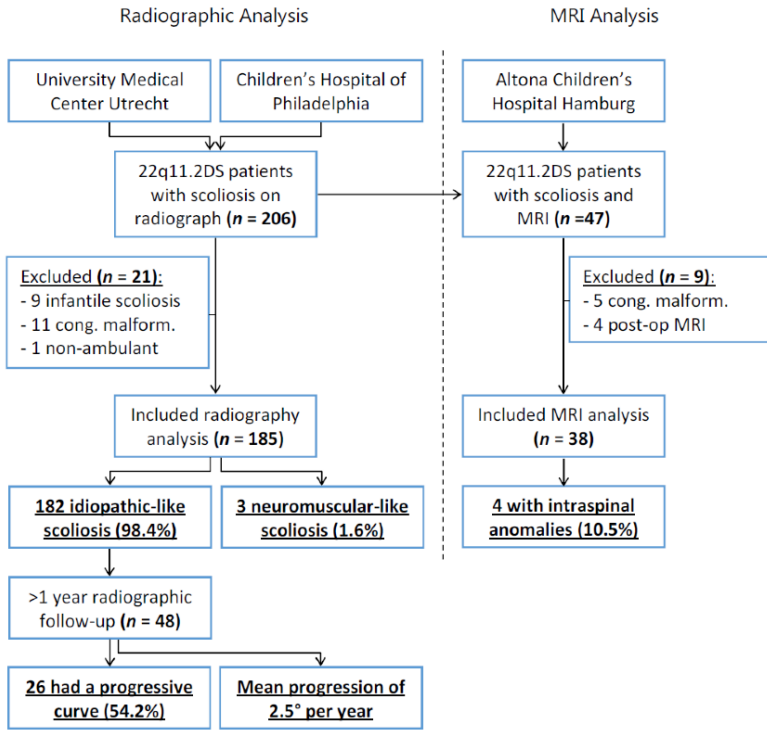 Radiographic Analysis
MRI Analysis
University Medical
Center Utrecht
Children's Hospital of
Philadelphia
Altona Children's
Hospital Hamburg
22q11.2DS patients
with scoliosis on
radiograph (n = 206)
22q11.2DS patients
with scoliosis and
MRI (n =47)
Excluded (n = 21):
- 9 infantile scoliosis
- 11 cong. malform.
- 1 non-ambulant
Excluded (n = 9):
- 5 cong. malform.
- 4 post-op MRI
Included radiography
analysis (n = 185)
Included MRI analysis
(n = 38)
182 idiopathic-like
scoliosis (98.4%)
3 neuromuscular-like
scoliosis (1.6%)
4 with intraspinal
anomalies (10.5%)
>1 year radiographic
follow-up (n = 48)
26 had a progressive
curve (54.2%)
Mean progression of
2.5° per year